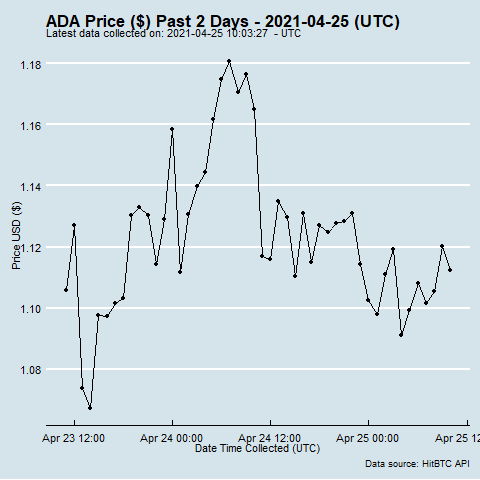 ADA Price ($) Past 2 Days - 2021-04-25 (UTC)
Latest data collected on: 2021-04-25 10:03:27  - UTC
1.18
1.16
1.14
1.12
1.10
1.08
Price USD ($)
Apr 23 12:00
Apr 24 00:00
Apr 24 12:00
Apr 25 00:00
Apr 25 12
Date Time Collected (UTC)
Data source: HitBTC API